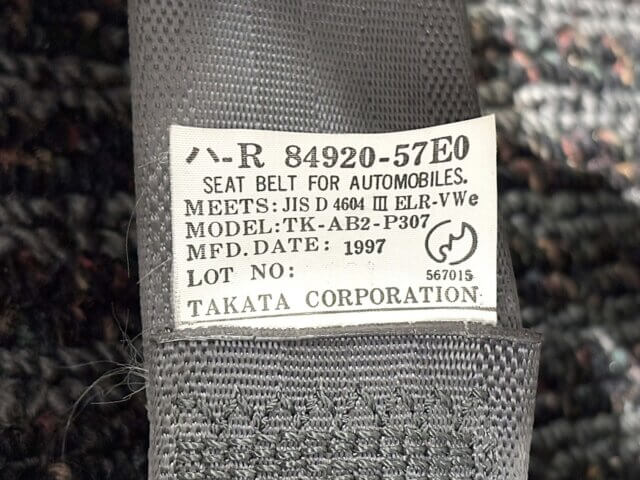 ハ-R 84920-57E0
SEAT BELT FOR AUTOMOBILES.
MEETS: JIS D 4604 III ELR-VWe
MODEL: TK-AB2-P307
MFD. DATE: 1997
LOT NO:
567015
TAKATA CORPORATION